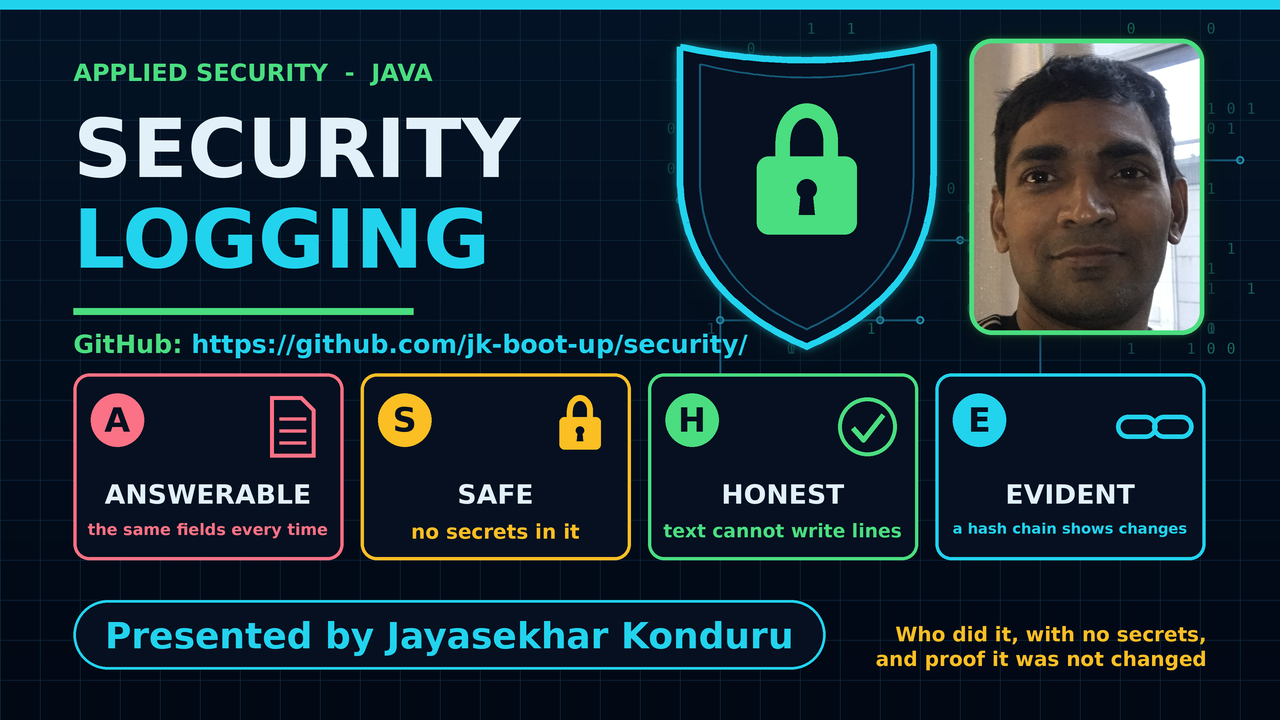 APPLIED SECURITY - JAVA
SECURITY
LOGGING
GitHub: https://github.com/jk-boot-up/security/
A
ANSWERABLE
the same fields every time
S
SAFE
no secrets in it
H
HONEST
text cannot write lines
E
EVIDENT
a hash chain shows changes
Presented by Jayasekhar Konduru
Who did it, with no secrets,
and proof it was not changed